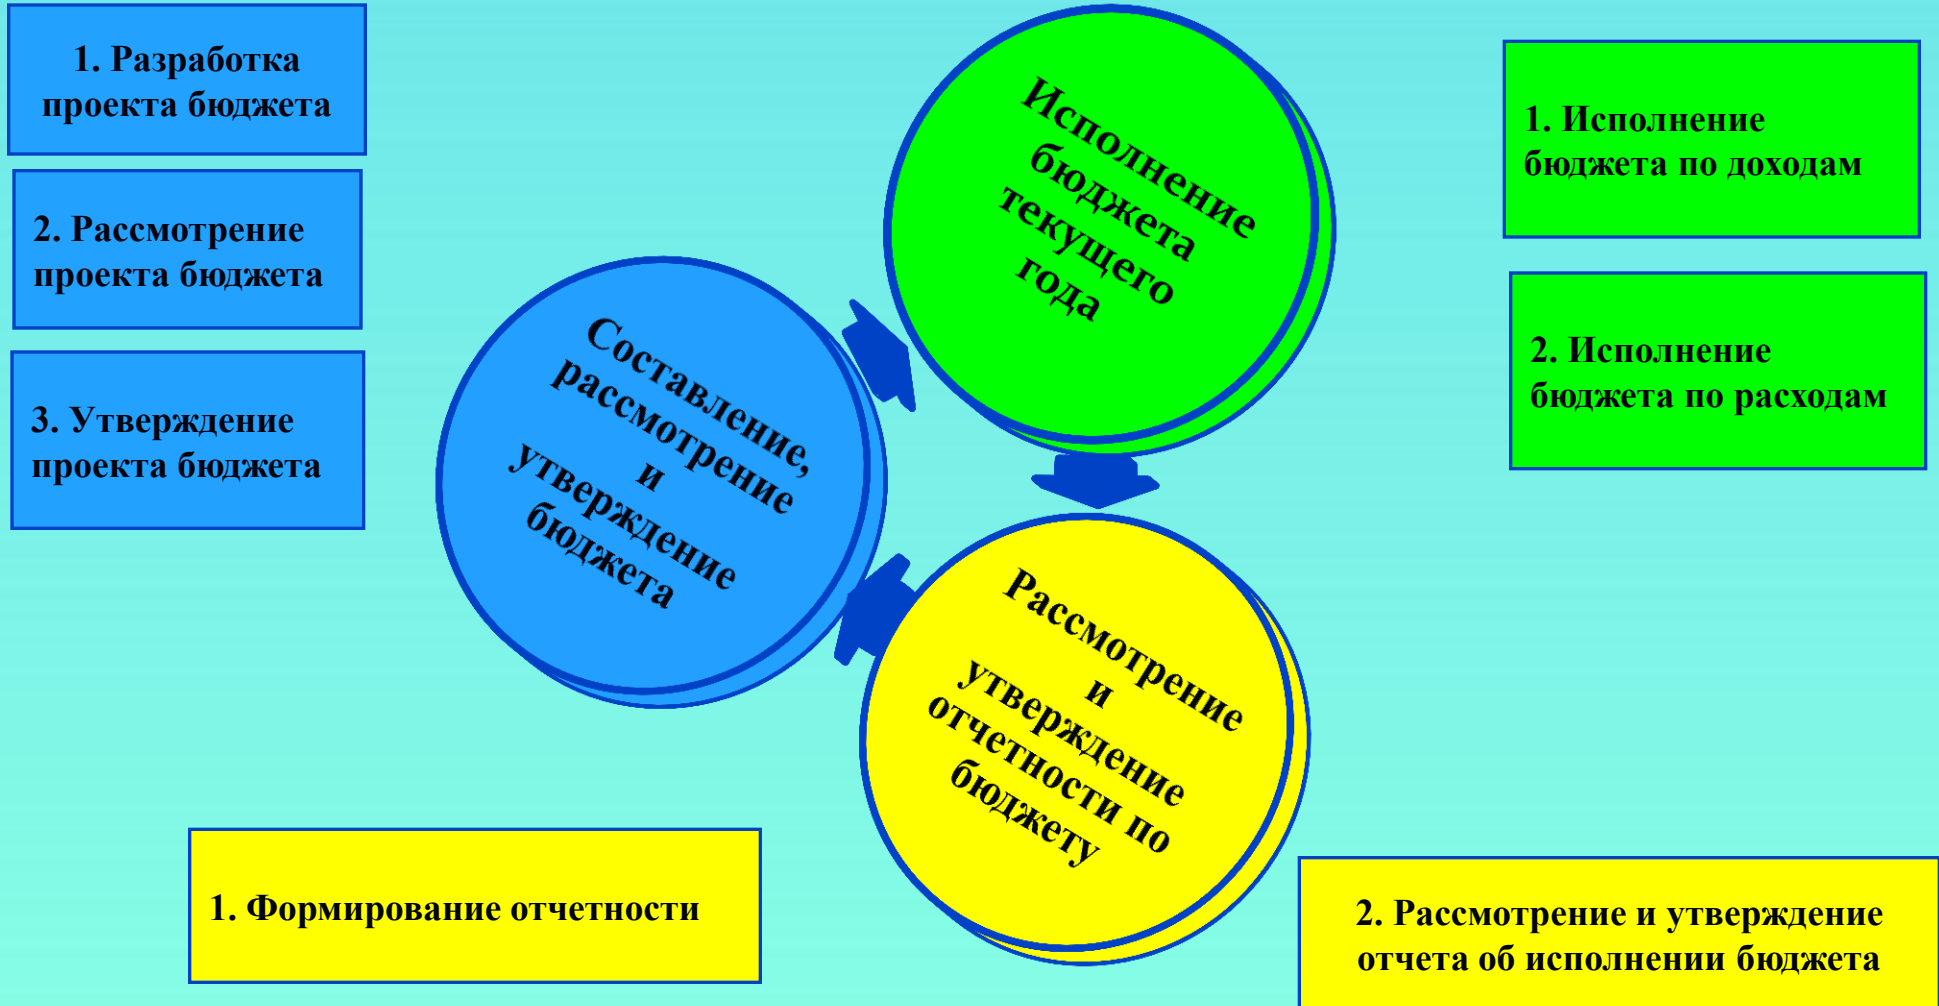 1. Разработка
проекта бюджета
2. Рассмотрение
проекта бюджета
3. Утверждение
проекта бюджета
Составление,
рассмотрение
и
утверждение
бюджета
Исполнение
бюджета
текущего
года
1. Исполнение
бюджета по доходам
2. Исполнение
бюджета по расходам
Рассмотрение
и
утверждение
отчетности по
бюджету
1. Формирование отчетности
2. Рассмотрение и утверждение
отчета об исполнении бюджета